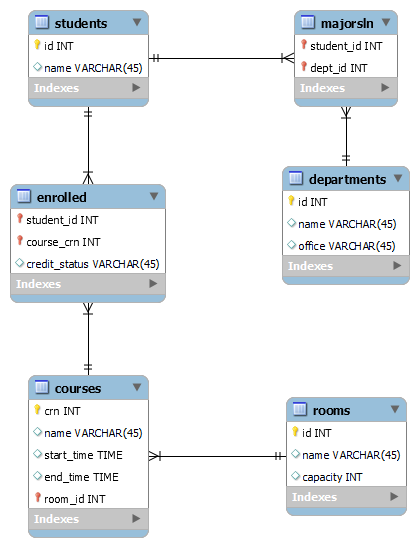 students
id INT
name VARCHAR(45)
Indexes
majorsIn
student_id INT
dept_id INT
Indexes
enrolled
student_id INT
course_crn INT
credit_status VARCHAR(45)
Indexes
departments
id INT
name VARCHAR(45)
office VARCHAR(45)
Indexes
courses
crn INT
name VARCHAR(45)
start_time TIME
end_time TIME
room_id INT
Indexes
rooms
id INT
name VARCHAR(45)
capacity INT
Indexes